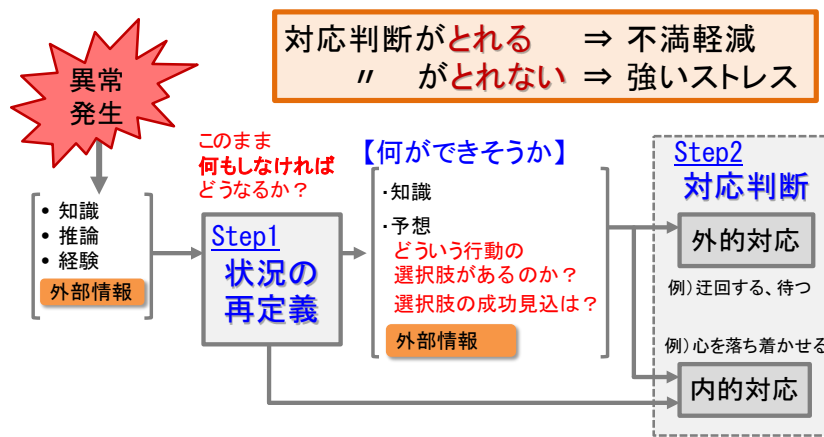 対応判断がとれる ⇒ 不満軽減
〃 がとれない ⇒ 強いストレス
異常
発生
このまま
何もしなければ
どうなるか？
• 知識
• 推論
• 経験
外部情報
Step1
状況の
再定義
【何ができそうか】
・知識
・予想
どういう行動の
選択肢があるのか？
選択肢の成功見込は？
外部情報
Step2
対応判断
外的対応
例）迂回する、待つ
例）心を落ち着かせる
内的対応